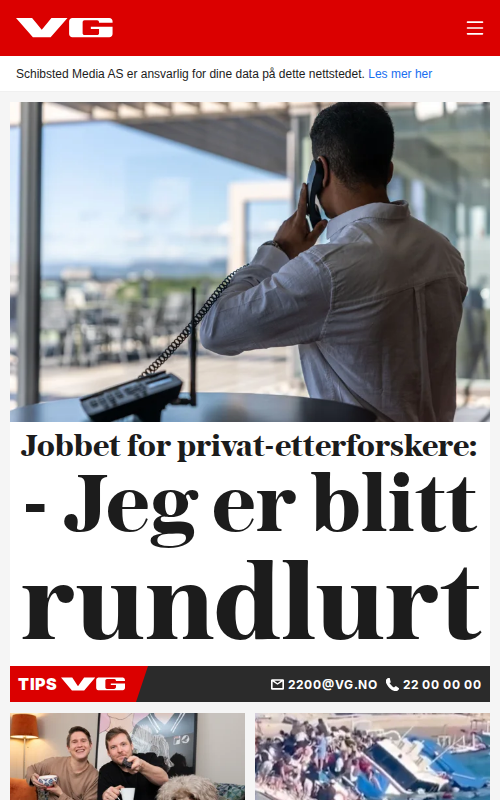 VG
Schibsted Media AS er ansvarlig for dine data på dette nettstedet. Les mer her
Jobbet for privat-etterforskere:
- Jeg er blitt
rundlurt
TIPS VG 2200@VG.NO 22 00 00 00